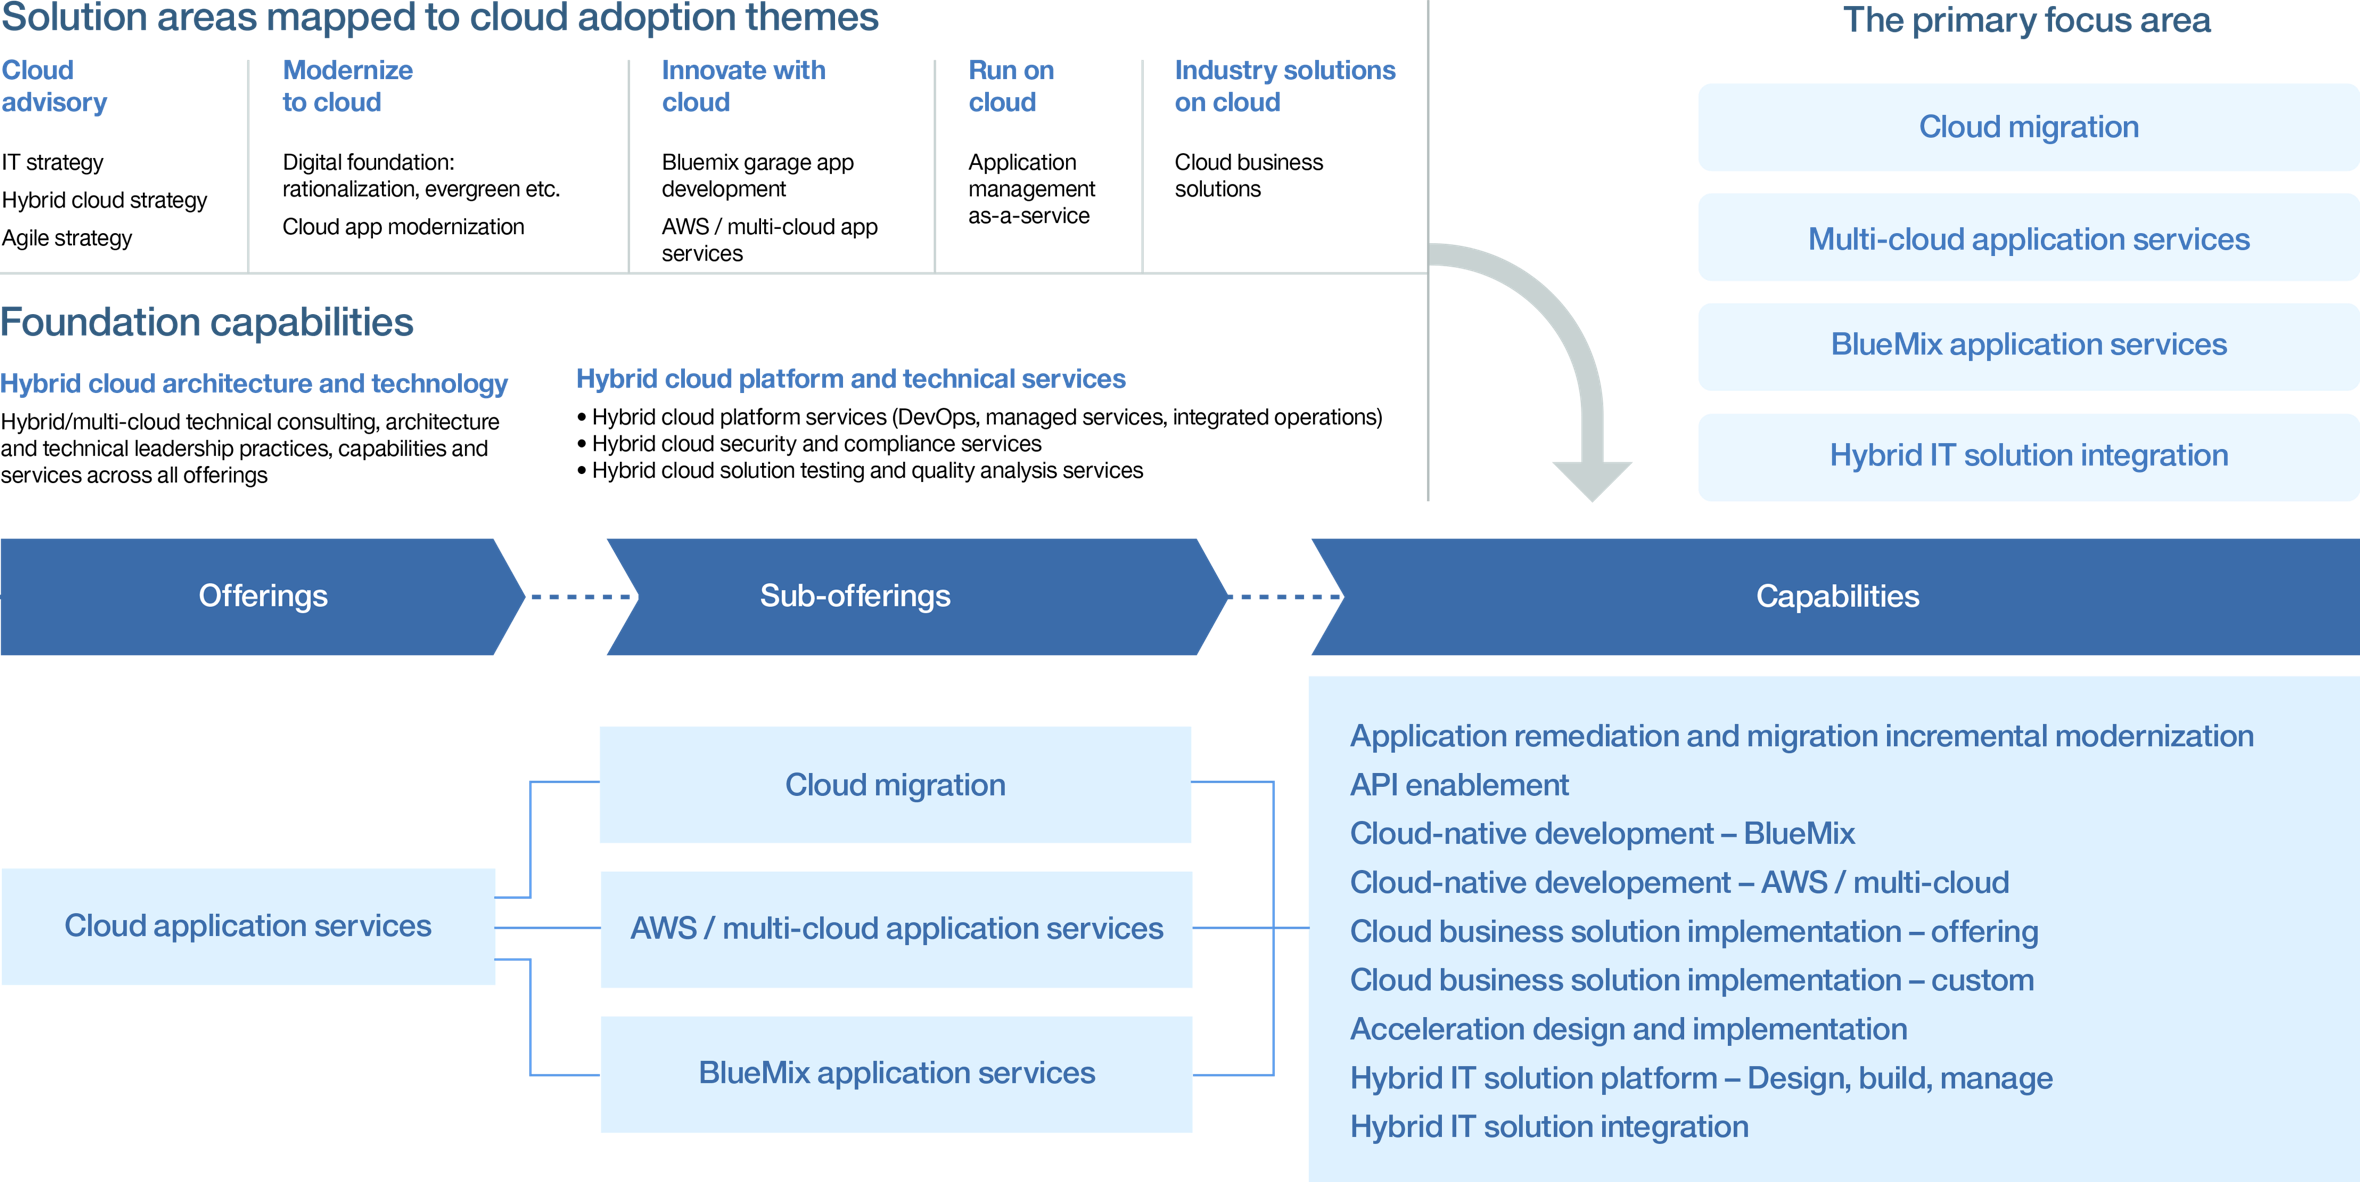 Solution areas mapped to cloud adoption themes
Cloud
advisory
IT strategy
Hybrid cloud strategy
Agile strategy
Modernize
to cloud
Digital foundation:
rationalization, evergreen etc.
Cloud app modernization
Innovate with
cloud
Bluemix garage app
development
AWS / multi-cloud app
services
Run on
cloud
Application
management
as-a-service
Industry solutions
on cloud
Cloud business
solutions
Foundation capabilities
Hybrid cloud architecture and technology
Hybrid/multi-cloud technical consulting, architecture
and technical leadership practices, capabilities and
services across all offerings
Hybrid cloud platform and technical services
• Hybrid cloud platform services (DevOps, managed services, integrated operations)
• Hybrid cloud security and compliance services
• Hybrid cloud solution testing and quality analysis services
The primary focus area
Cloud migration
Multi-cloud application services
BlueMix application services
Hybrid IT solution integration
Offerings
Sub-offerings
Capabilities
Cloud application services
Cloud migration
AWS / multi-cloud application services
BlueMix application services
Application remediation and migration incremental modernization
API enablement
Cloud-native development – BlueMix
Cloud-native developement – AWS / multi-cloud
Cloud business solution implementation – offering
Cloud business solution implementation – custom
Acceleration design and implementation
Hybrid IT solution platform – Design, build, manage
Hybrid IT solution integration